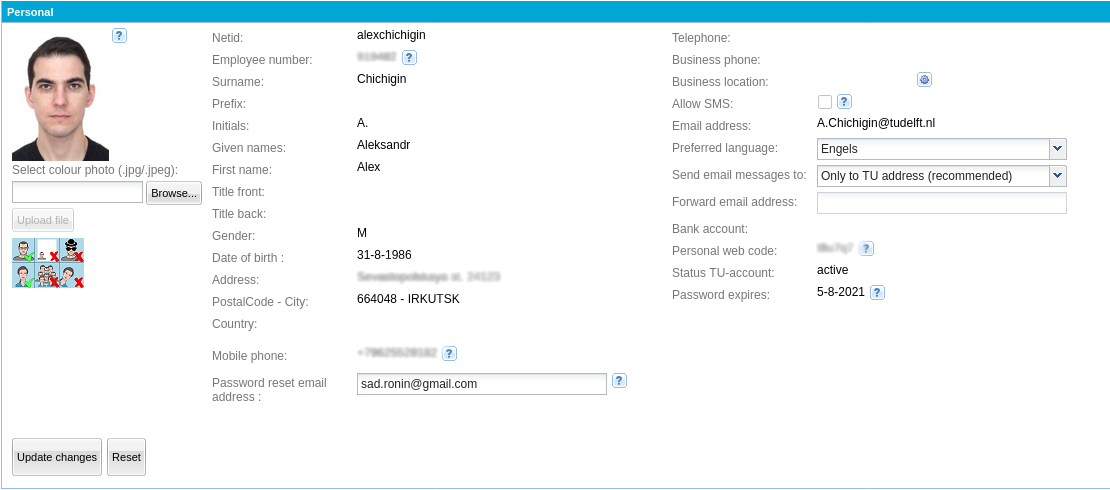 Personal
Select colour photo (.jpg/.jpeg):
Browse...
Upload file
Netid: alexchichigin
Employee number:
Surname: Chichigin
Prefix:
Initials: A.
Given names: Aleksandr
First name: Alex
Title front:
Title back:
Gender: M
Date of birth : 31-8-1986
Address:
PostalCode - City: 664048 - IRKUTSK
Country:
Mobile phone:
Password reset email
address : sad.ronin@gmail.com
Telephone:
Business phone:
Business location:
Allow SMS:
Email address: A.Chichigin@tudelft.nl
Preferred language: Engels
Send email messages to: Only to TU address (recommended)
Forward email address:
Bank account:
Personal web code:
Status TU-account: active
Password expires: 5-8-2021
Update changes Reset